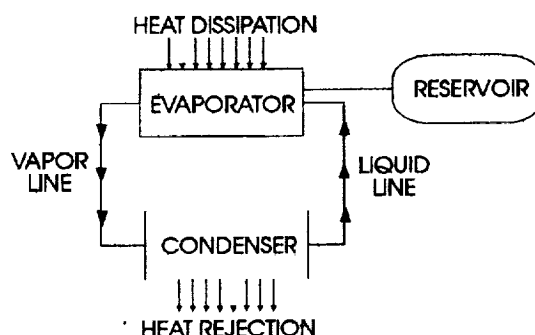 HEAT DISSIPATION
EVAPORATOR
RESERVOIR
VAPOR
LINE
LIQUID
LINE
CONDENSER
HEAT REJECTION